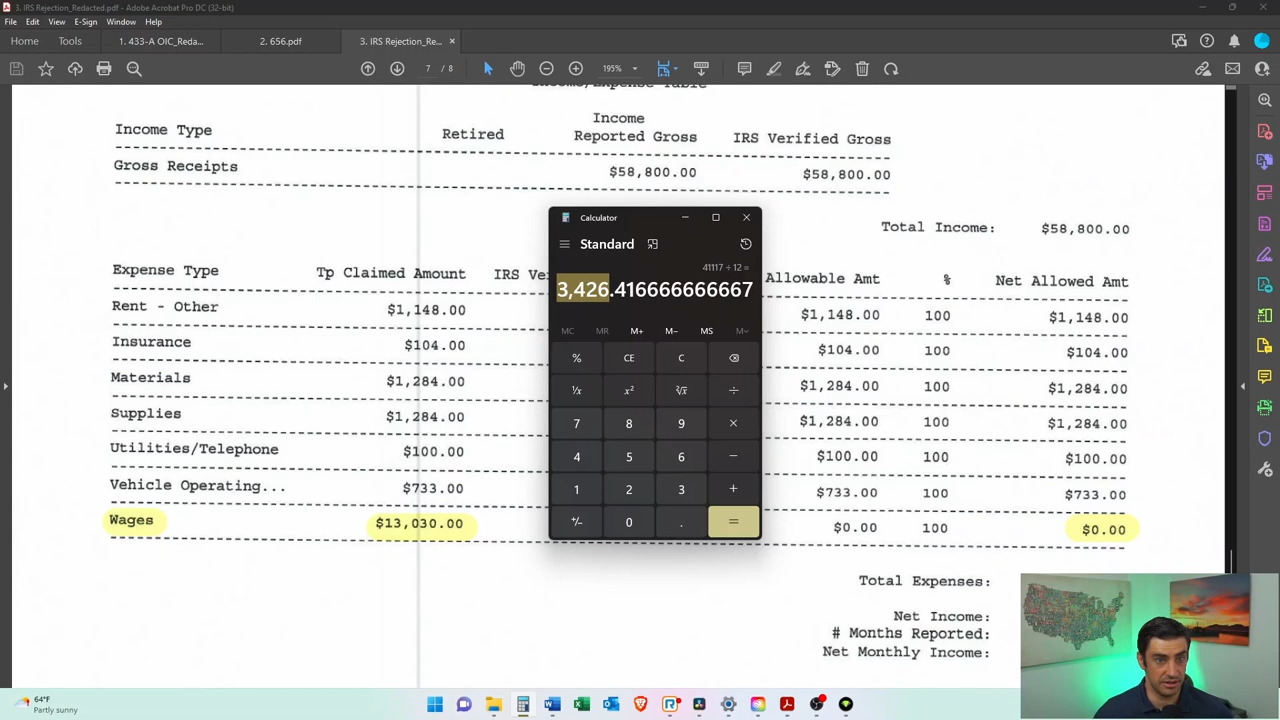 3. IRS Rejection_Redacted.pdf - Adobe Acrobat Pro DC (32-bit)
File Edit View E-Sign Window Help
Home Tools 1. 433-A OIC_Reda... 2. 656.pdf 3. IRS Rejection_Re... ×
7 / 8 195%
Income/Expense Table
Income Type Retired Income Reported Gross IRS Verified Gross
Gross Receipts $58,800.00 $58,800.00
Total Income: $58,800.00
Expense Type Tp Claimed Amount IRS Allowable Amt % Net Allowed Amt
Rent - Other $1,148.00 $1,148.00 100 $1,148.00
Insurance $104.00 $104.00 100 $104.00
Materials $1,284.00 $1,284.00 100 $1,284.00
Supplies $1,284.00 $1,284.00 100 $1,284.00
Utilities/Telephone $100.00 $100.00 100 $100.00
Vehicle Operating... $733.00 $733.00 100 $733.00
Wages $13,030.00 $0.00 100 $0.00
Total Expenses:
Net Income:
# Months Reported:
Net Monthly Income:
Calculator
Standard
41117 ÷ 12 =
3,426.416666666667
MC MR M+ M− MS M
% CE C
¹/x x² ²√x ÷
7 8 9 ×
4 5 6 −
1 2 3 +
+/− 0 . =
64°F
Partly sunny